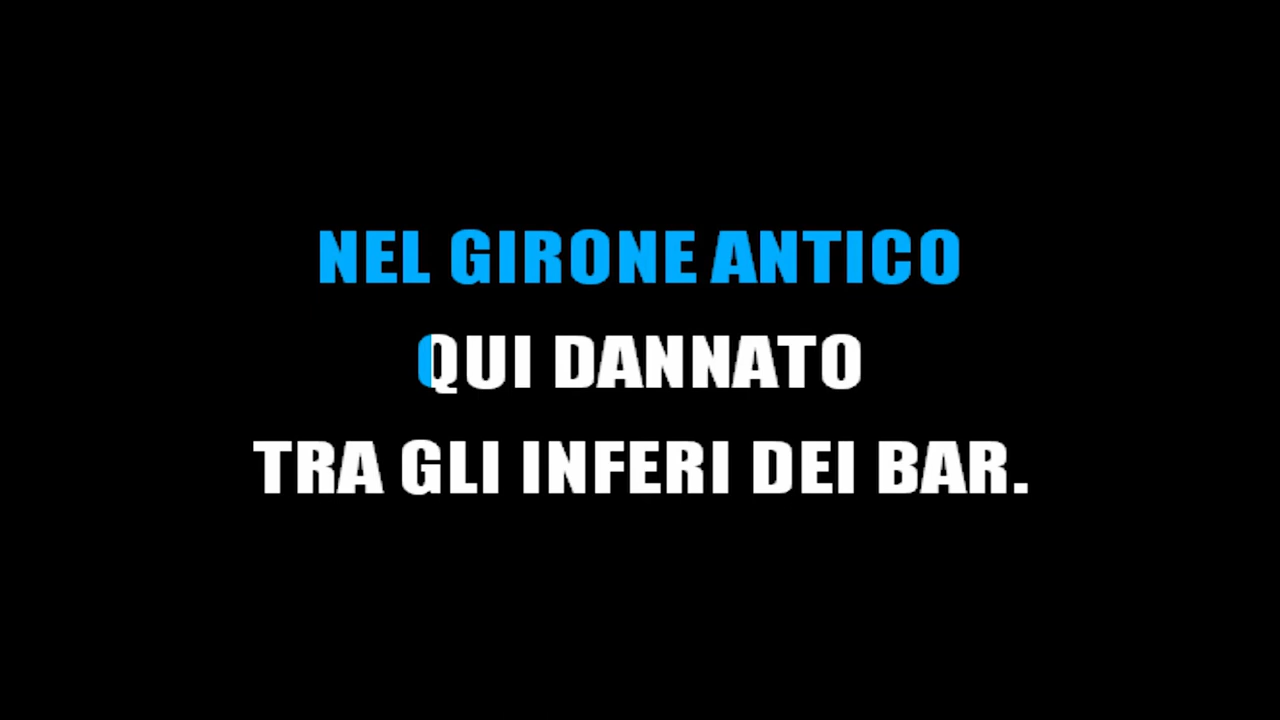 NEL GIRONE ANTICO
QUI DANNATO
TRA GLI INFERI DEI BAR.